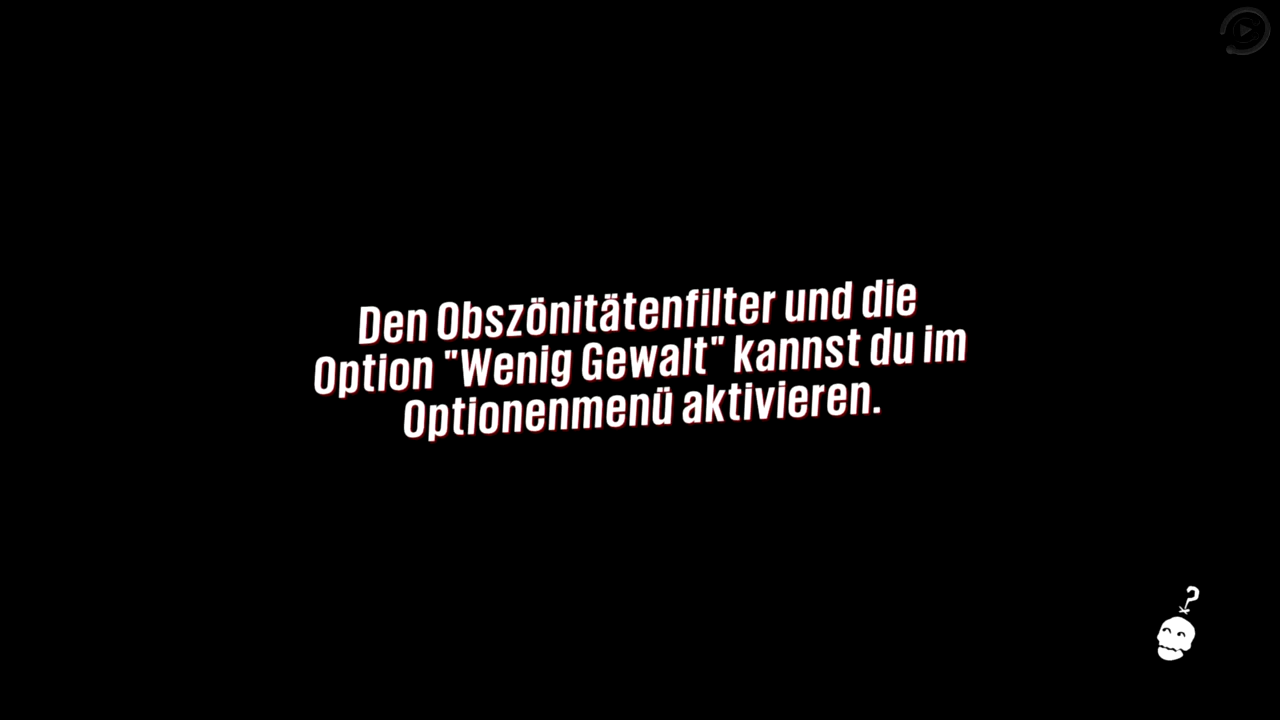 Den Obszönitätenfilter und die
Option "Wenig Gewalt" kannst du im
Optionenmenü aktivieren.
?